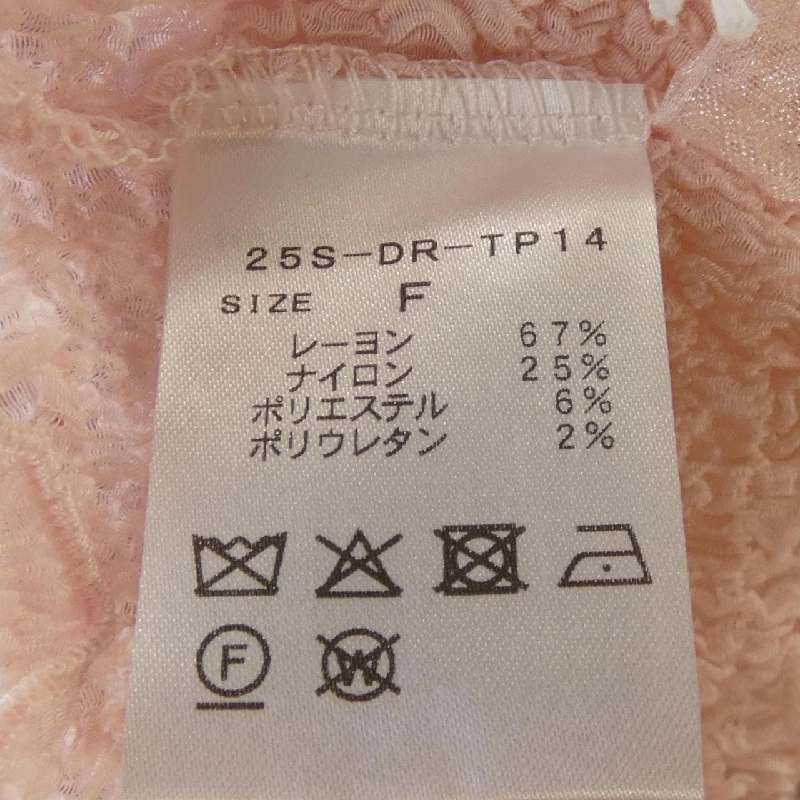 25S-DR-TP14
SIZE F
レーヨン 67%
ナイロン 25%
ポリエステル 6%
ポリウレタン 2%
F W